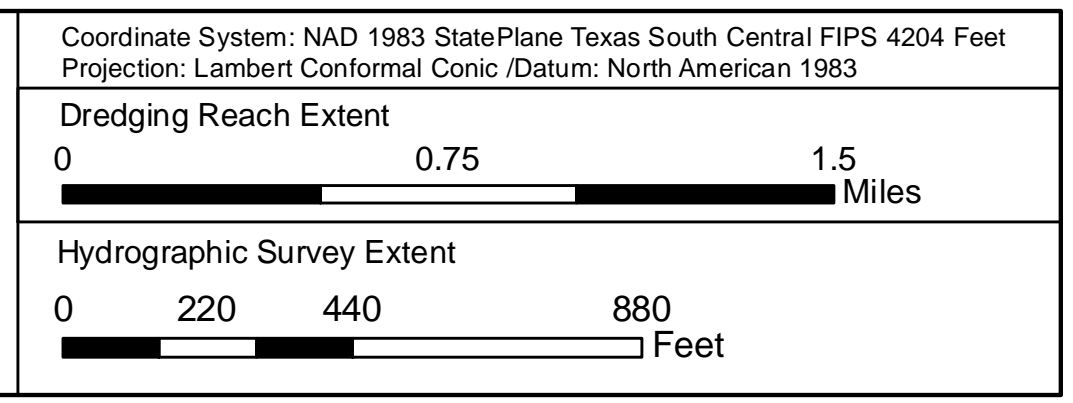 Coordinate System: NAD 1983 StatePlane Texas South Central FIPS 4204 Feet
Projection: Lambert Conformal Conic /Datum: North American 1983
Dredging Reach Extent
0 0.75 1.5
Miles
Hydrographic Survey Extent
0 220 440 880
Feet